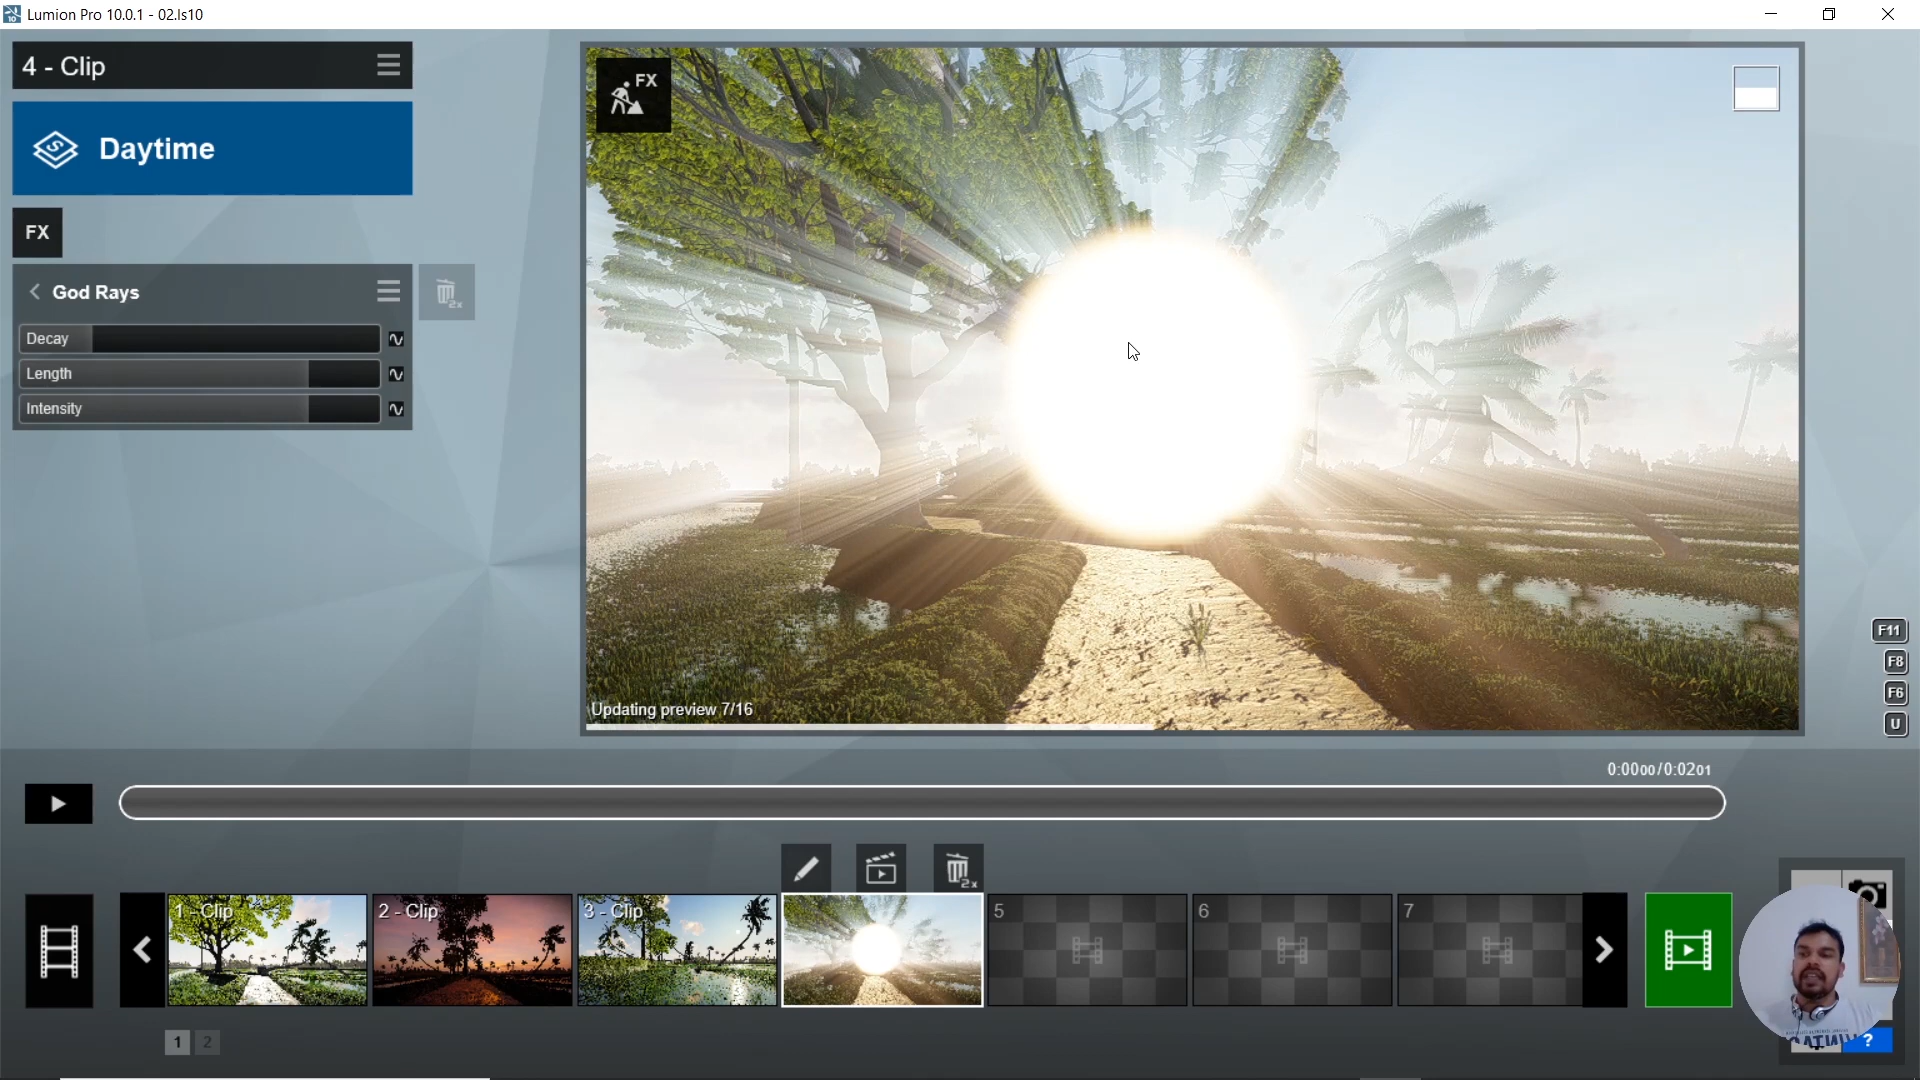 Lumion Pro 10.0.1 - 02.ls10
4 - Clip
Daytime
FX
God Rays
2x
Decay
Length
Intensity
FX
Updating preview 7/16
F11
F8
F6
U
0:0000/0:0201
2x
1 - Clip
2 - Clip
3 - Clip
5
6
7
1
2
?